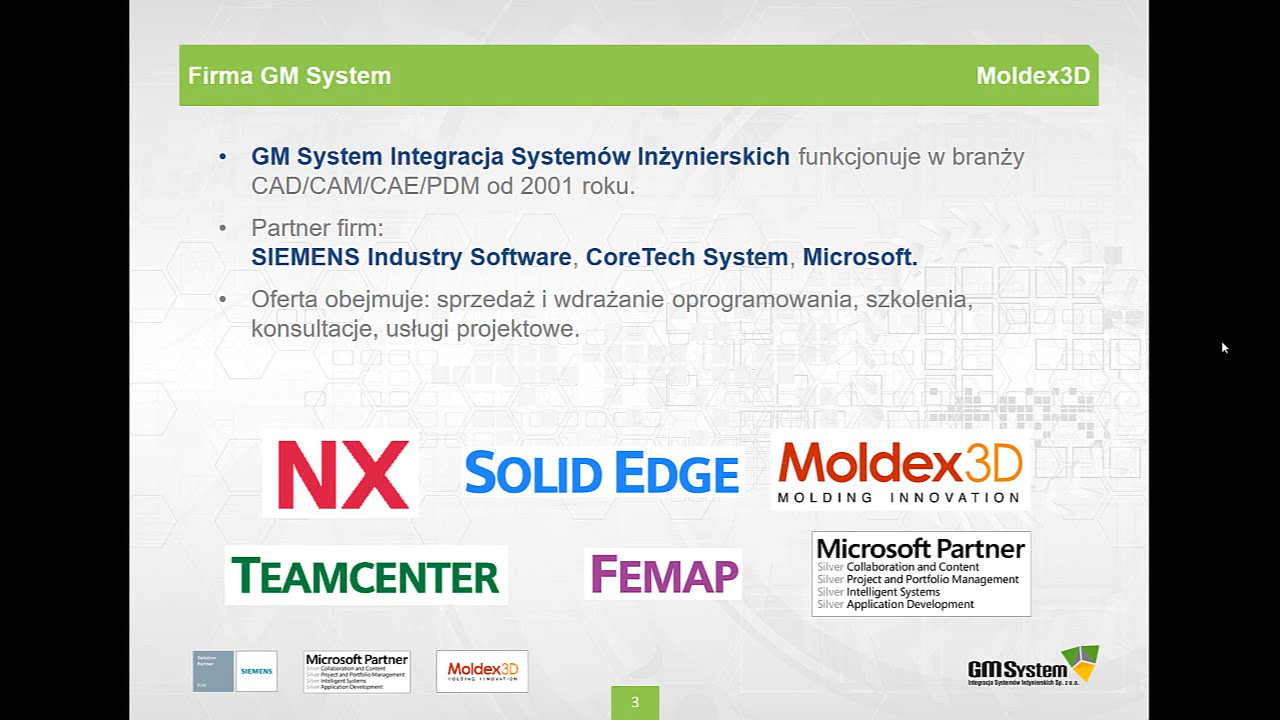 Firma GM System
Moldex3D
• GM System Integracja Systemów Inżynierskich funkcjonuje w branży
CAD/CAM/CAE/PDM od 2001 roku.
• Partner firm:
SIEMENS Industry Software, CoreTech System, Microsoft.
• Oferta obejmuje: sprzedaż i wdrażanie oprogramowania, szkolenia,
konsultacje, usługi projektowe.
NX
SOLID EDGE
Moldex3D
MOLDING INNOVATION
TEAMCENTER
FEMAP
Microsoft Partner
Silver Collaboration and Content
Silver Project and Portfolio Management
Silver Intelligent Systems
Silver Application Development
Solution
Partner
PLM
SIEMENS
Microsoft Partner
Silver Collaboration and Content
Silver Project and Portfolio Management
Silver Intelligent Systems
Silver Application Development
Moldex3D
MOLDING INNOVATION
GM System
Integracja Systemów Inżynierskich Sp. z o.o.
3